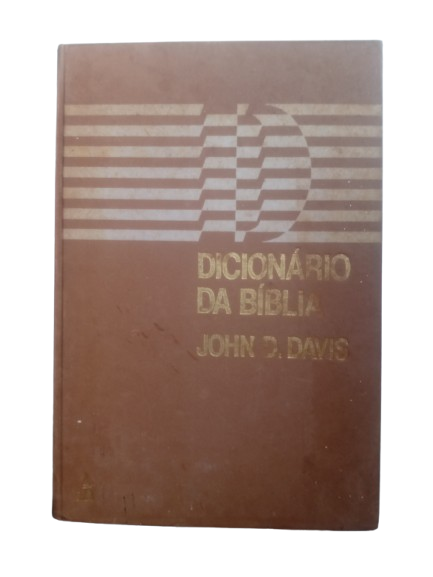 DICIONÁRIO
DA BÍBLIA
JOHN D. DAVIS